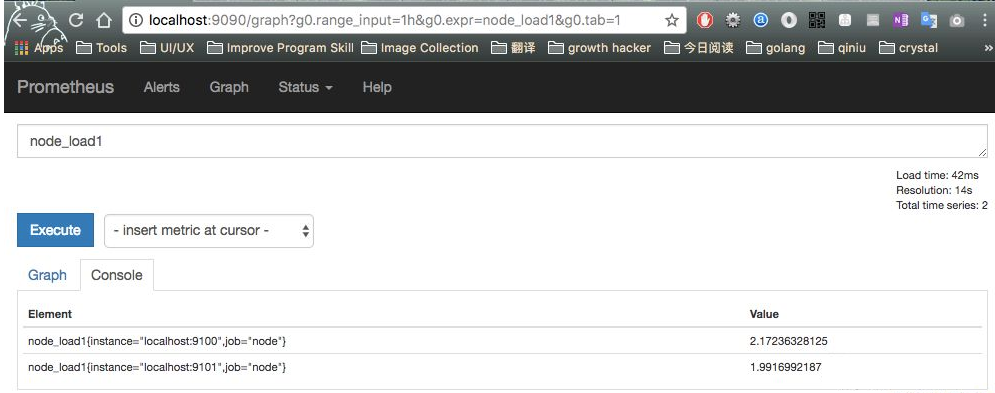 localhost:9090/graph?g0.range_input=1h&g0.expr=node_load1&g0.tab=1
Apps Tools UI/UX Improve Program Skill Image Collection 翻译 growth hacker 今日阅读 golang qiniu crystal »
Prometheus Alerts Graph Status Help
node_load1
Load time: 42ms
Resolution: 14s
Total time series: 2
Execute - insert metric at cursor -
Graph Console
Element Value
node_load1{instance="localhost:9100",job="node"} 2.17236328125
node_load1{instance="localhost:9101",job="node"} 1.9916992187